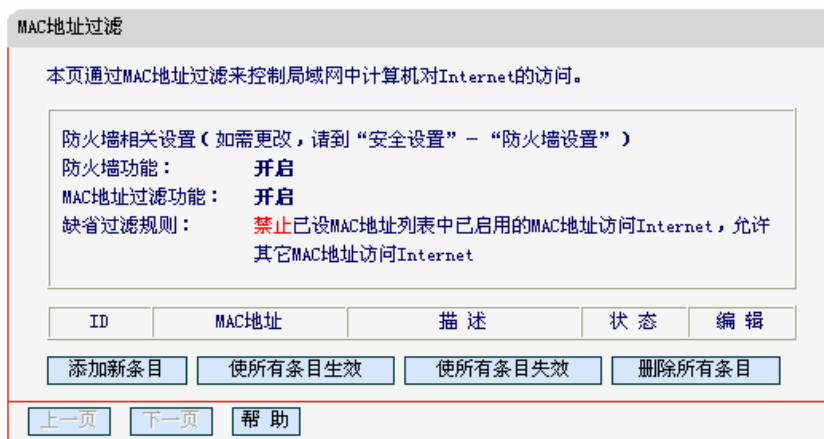 MAC地址过滤
本页通过MAC地址过滤来控制局域网中计算机对Internet的访问。
防火墙相关设置(如需更改，请到“安全设置”－“防火墙设置”)
防火墙功能： 开启
MAC地址过滤功能： 开启
缺省过滤规则： 禁止已设MAC地址列表中已启用的MAC地址访问Internet，允许
其它MAC地址访问Internet
ID MAC地址 描 述 状 态 编 辑
添加新条目 使所有条目生效 使所有条目失效 删除所有条目
上一页 下一页 帮 助